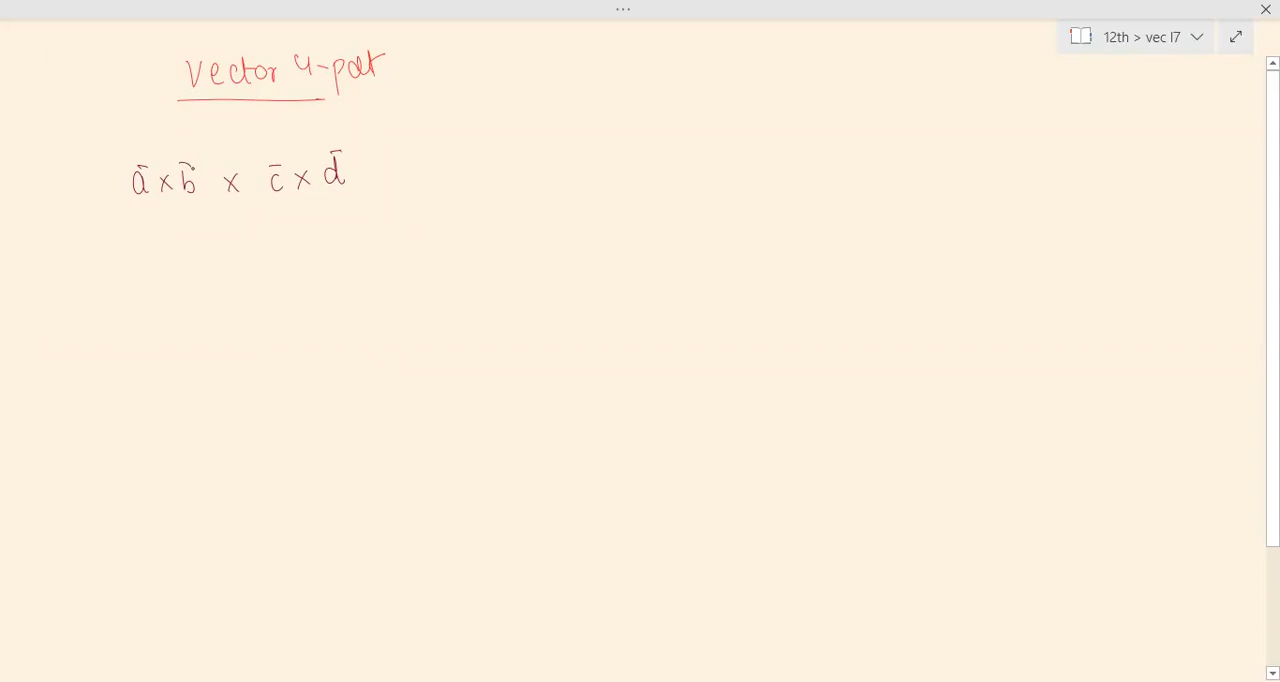 ...
12th > vec l7
Vector 4-pdt
a̅ x b̅ x c̅ x d̅